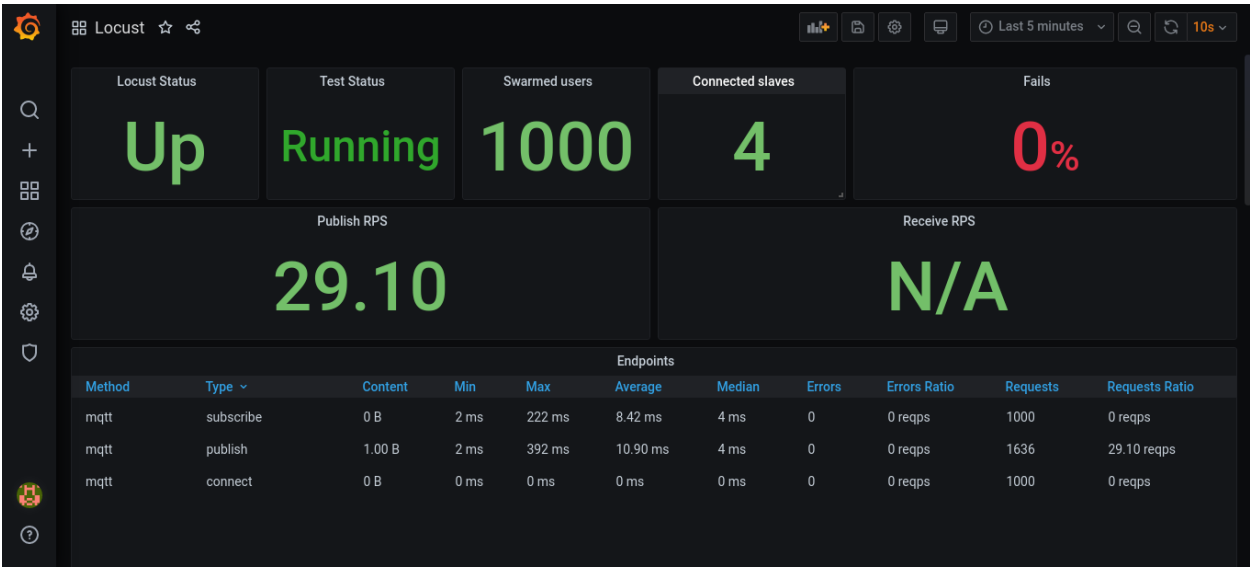 Locust
Last 5 minutes
10s
Locust Status
Test Status
Swarmed users
Connected slaves
Fails
Up
Running
1000
4
0%
Publish RPS
Receive RPS
29.10
N/A
Endpoints
Method Type Content Min Max Average Median Errors Errors Ratio Requests Requests Ratio
mqtt subscribe 0 B 2 ms 222 ms 8.42 ms 4 ms 0 0 reqps 1000 0 reqps
mqtt publish 1.00 B 2 ms 392 ms 10.90 ms 4 ms 0 0 reqps 1636 29.10 reqps
mqtt connect 0 B 0 ms 0 ms 0 ms 0 ms 0 0 reqps 1000 0 reqps